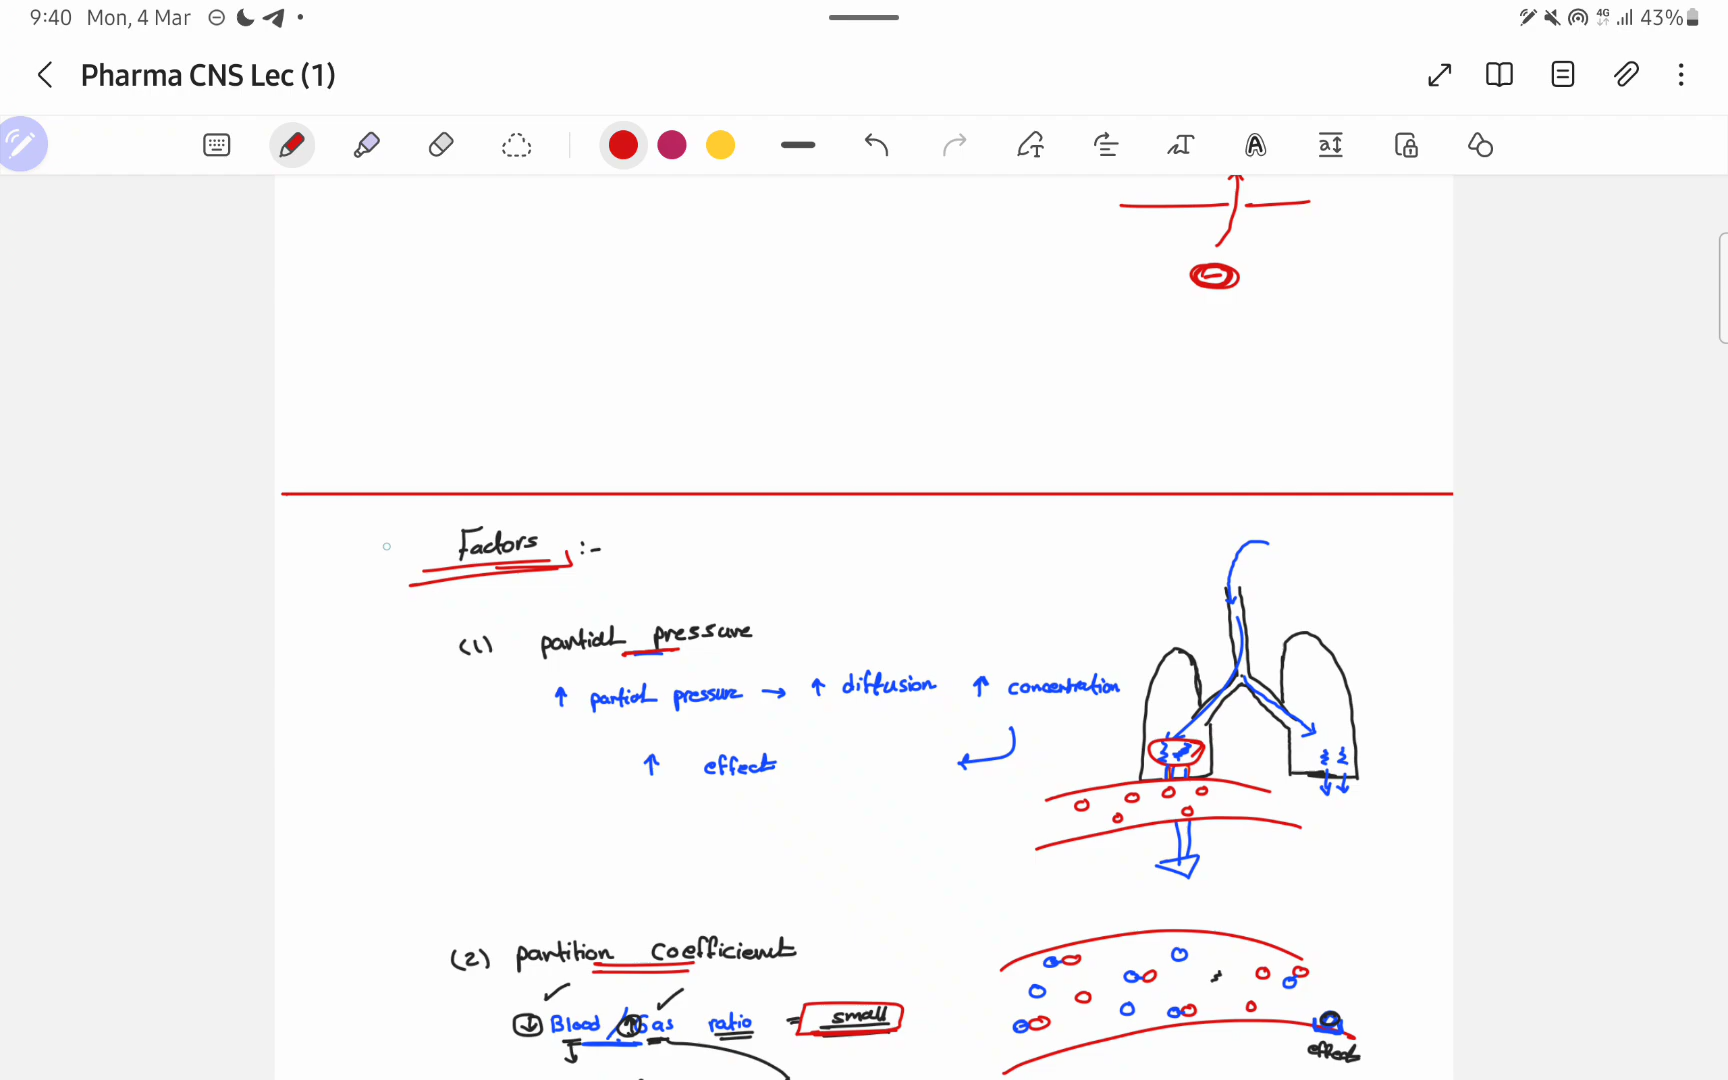 9:40 Mon, 4 Mar 4G 43%
Pharma CNS Lec (1)
Factors :-
(1) partial pressure
↑ partial pressure → ↑ diffusion ↑ concentration
↑ effect
(2) partition coefficient
↓ Blood / ↑ Gas ratio = small
effect